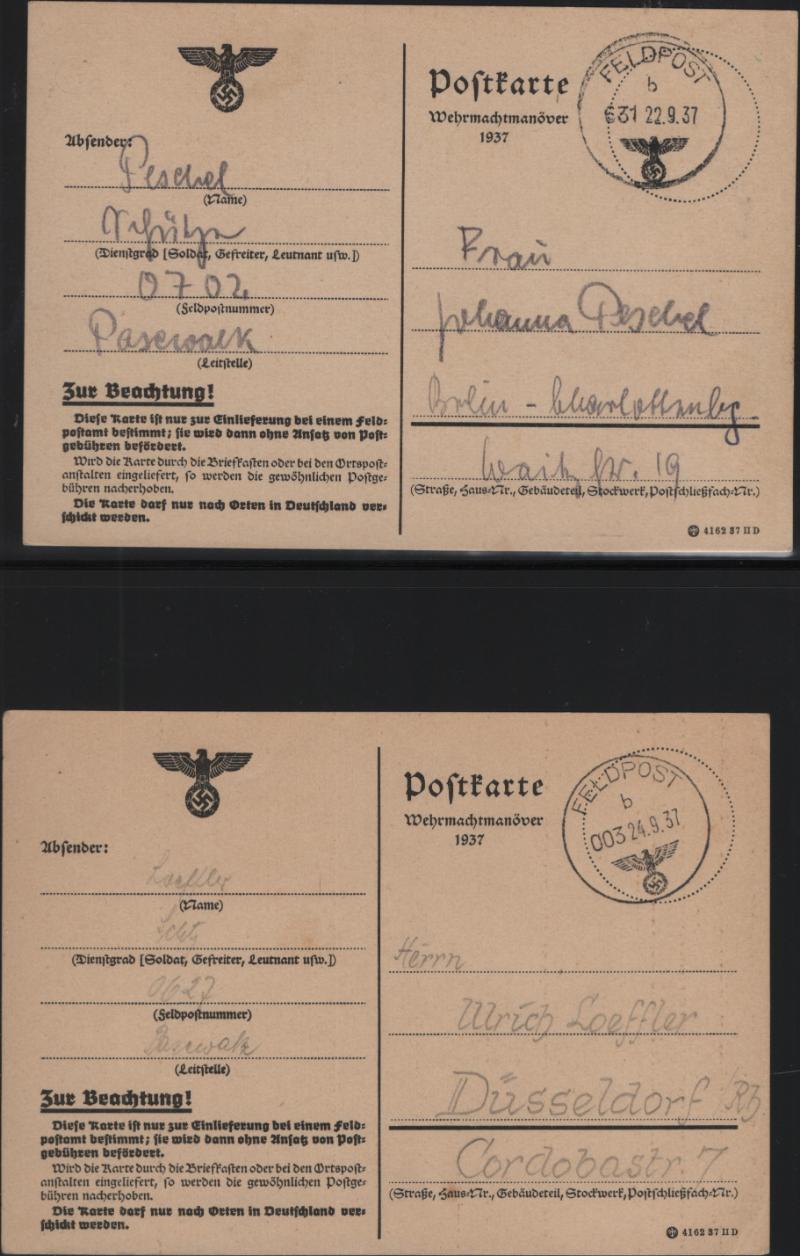 Postkarte
Wehrmachtmanöver
1937
FELDPOST
b
631 22.9.37
Absender:
Peschel
(Name)
Schütze
(Dienstgrad [Soldat, Gefreiter, Leutnant usw.])
0702
(Feldpostnummer)
Pasewalk
(Leitstelle)
Zur Beachtung!
Diese Karte ist nur zur Einlieferung bei einem Feld=
postamt bestimmt; sie wird dann ohne Ansatz von Post=
gebühren befördert.
Wird die Karte durch die Briefkasten oder bei den Ortspost=
anstalten eingeliefert, so werden die gewöhnlichen Postge=
bühren nacherhoben.
Die Karte darf nur nach Orten in Deutschland ver=
schickt werden.
Frau
Johanna Peschel
Berlin - Charlottenbg.
Waitz Str. 19
(Straße, Haus=Nr., Gebäudeteil, Stockwerk, Postschließfach=Nr.)
4162 37 II D
Postkarte
Wehrmachtmanöver
1937
FELDPOST
b
003 24.9.37
Absender:
Loeffler
(Name)
(Dienstgrad [Soldat, Gefreiter, Leutnant usw.])
0627
(Feldpostnummer)
Pasewalk
(Leitstelle)
Zur Beachtung!
Diese Karte ist nur zur Einlieferung bei einem Feld=
postamt bestimmt; sie wird dann ohne Ansatz von Post=
gebühren befördert.
Wird die Karte durch die Briefkasten oder bei den Ortspost=
anstalten eingeliefert, so werden die gewöhnlichen Postge=
bühren nacherhoben.
Die Karte darf nur nach Orten in Deutschland ver=
schickt werden.
Herrn
Ulrich Loeffler
Düsseldorf /Rh.
Cordobastr. 7
(Straße, Haus=Nr., Gebäudeteil, Stockwerk, Postschließfach=Nr.)
4162 37 II D